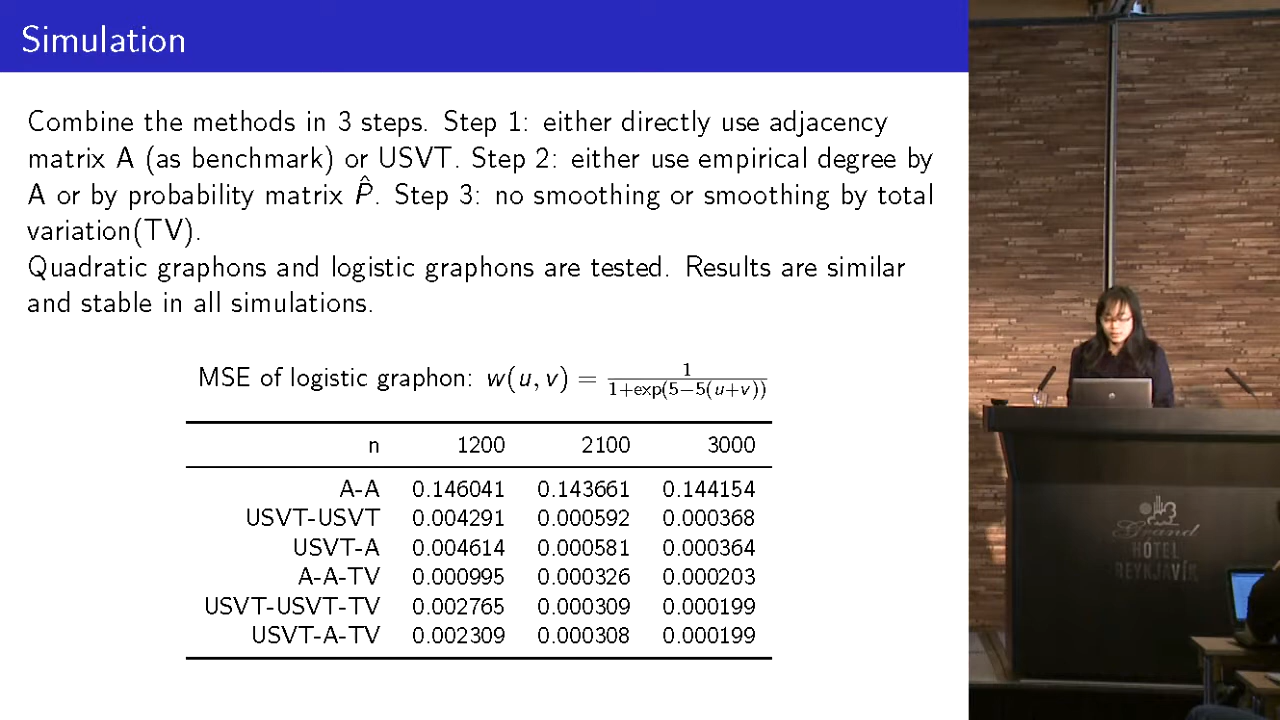 Simulation
Combine the methods in 3 steps. Step 1: either directly use adjacency
matrix A (as benchmark) or USVT. Step 2: either use empirical degree by
A or by probability matrix P̂. Step 3: no smoothing or smoothing by total
variation(TV).
Quadratic graphons and logistic graphons are tested. Results are similar
and stable in all simulations.
MSE of logistic graphon: w(u, v) = 1/(1+exp(5−5(u+v)))
n 1200 2100 3000
A-A 0.146041 0.143661 0.144154
USVT-USVT 0.004291 0.000592 0.000368
USVT-A 0.004614 0.000581 0.000364
A-A-TV 0.000995 0.000326 0.000203
USVT-USVT-TV 0.002765 0.000309 0.000199
USVT-A-TV 0.002309 0.000308 0.000199
Grand
HÓTEL
REYKJAVÍK